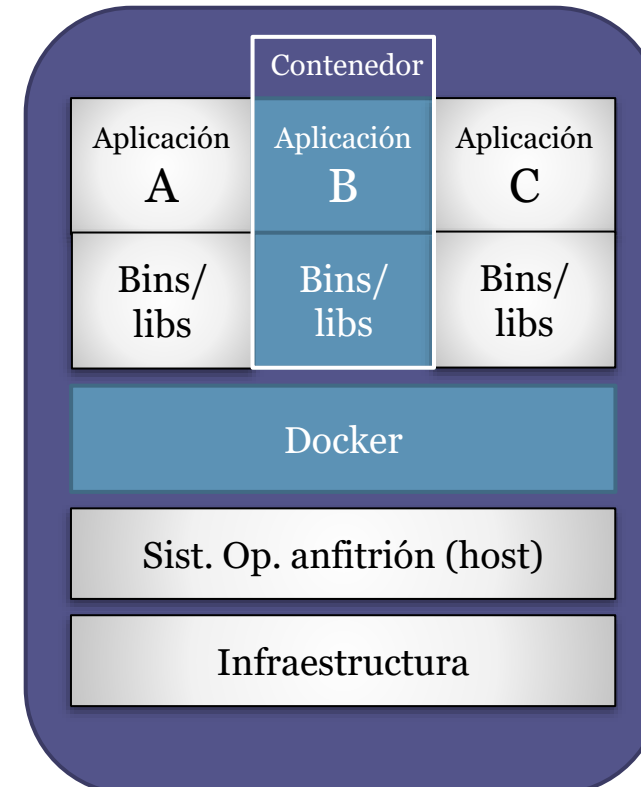 Contenedor
Aplicación
A
Aplicación
B
Aplicación
C
Bins/
libs
Bins/
libs
Bins/
libs
Docker
Sist. Op. anfitrión (host)
Infraestructura